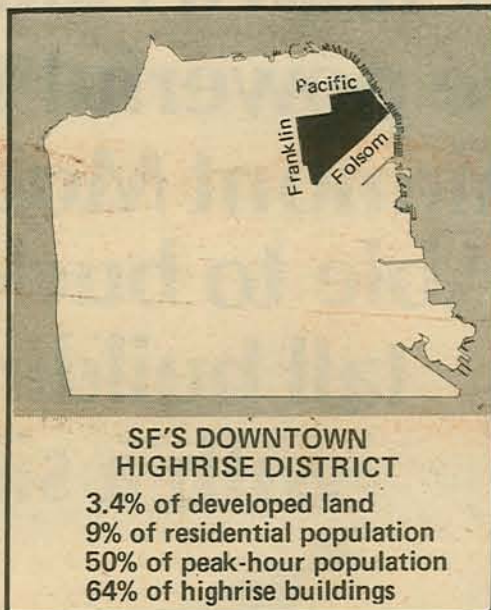 Pacific
Franklin
Folsom
SF'S DOWNTOWN
HIGHRISE DISTRICT
3.4% of developed land
9% of residential population
50% of peak-hour population
64% of highrise buildings